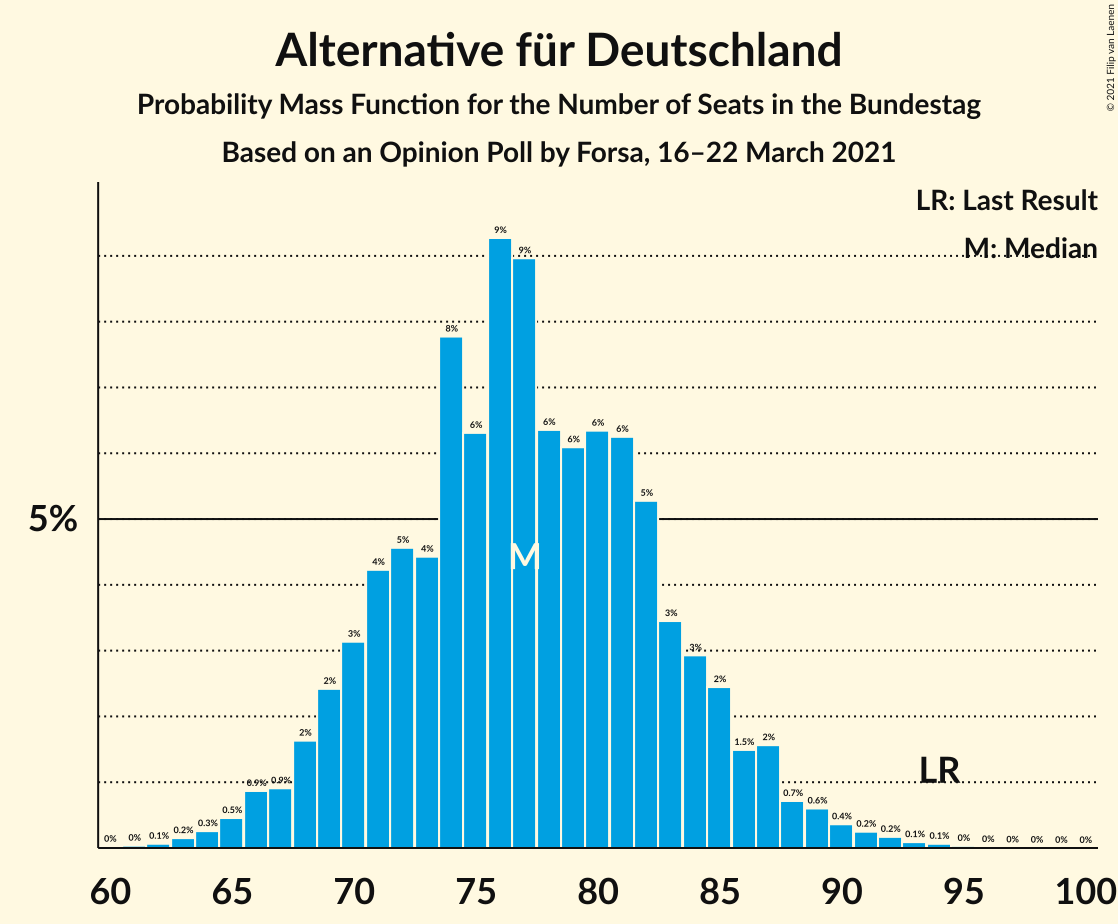 Alternative für Deutschland
Probability Mass Function for the Number of Seats in the Bundestag
Based on an Opinion Poll by Forsa, 16–22 March 2021
© 2021 Filip van Laenen
LR: Last Result
M: Median
5%
0% 0% 0.1% 0.2% 0.3% 0.5% 0.9% 0.9% 2% 2% 3% 4% 5% 4% 8% 6% 9% 9% 6% 6% 6% 6% 5% 3% 3% 2% 1.5% 2% 0.7% 0.6% 0.4% 0.2% 0.2% 0.1% 0.1% 0% 0% 0% 0% 0% 0%
M
LR
60 65 70 75 80 85 90 95 100